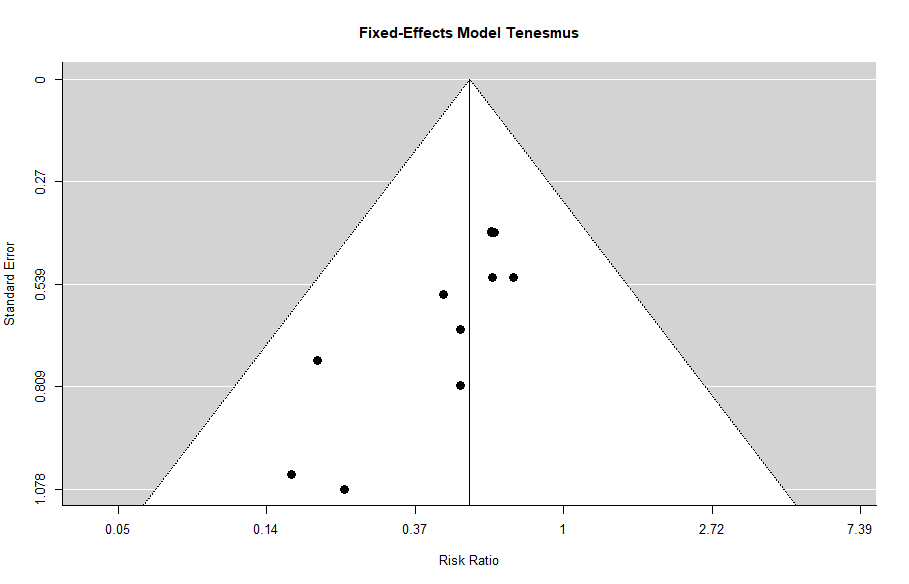 Fixed-Effects Model Tenesmus
0
0.27
0.539
0.809
1.078
Standard Error
0.05 0.14 0.37 1 2.72 7.39
Risk Ratio